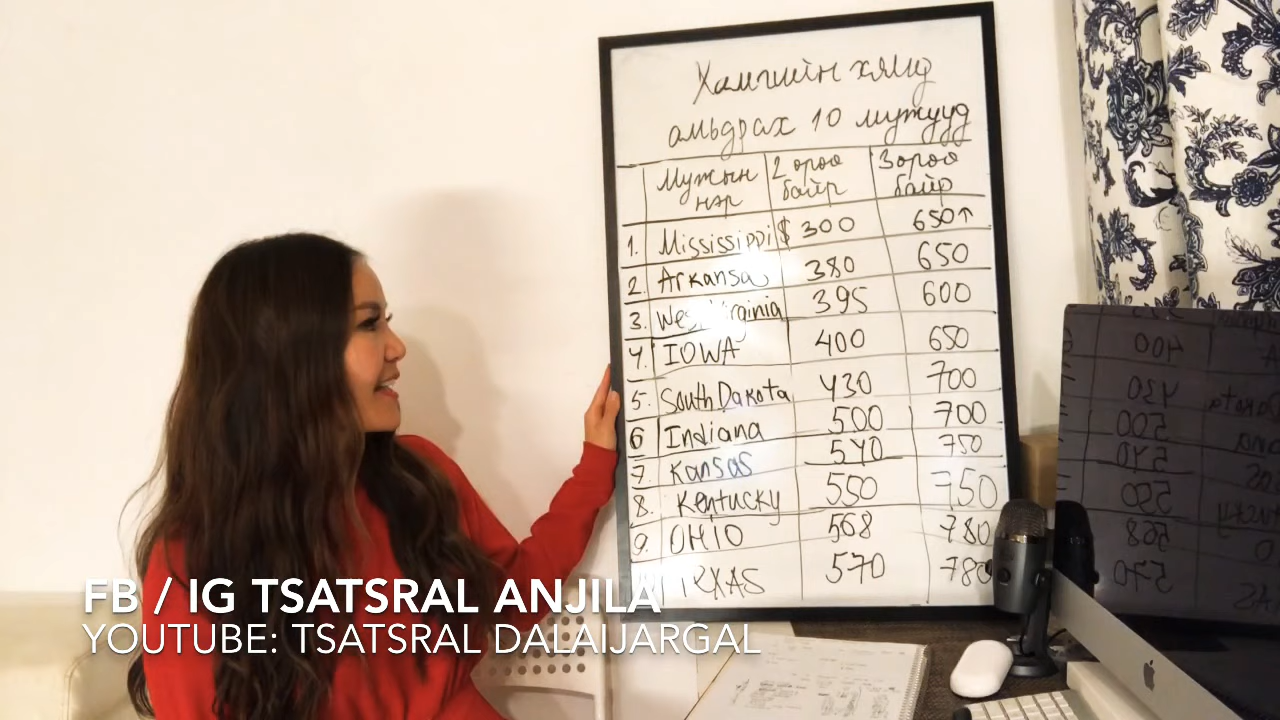 Хамгийн хямд
амьдрах 10 мужууд
Мужын нэр 2 өрөө байр 3 өрөө байр
1. Mississippi $300 650↑
2. Arkansas 380 650
3. West Virginia 395 600
4. IOWA 400 650
5. South Dakota 430 700
6 Indiana 500 700
7. Kansas 540 750
8. Kentucky 550 750
9. OHIO 568 780
TEXAS 570 780
FB / IG TSATSRAL ANJILA
YOUTUBE: TSATSRAL DALAIJARGAL